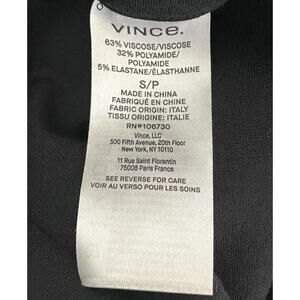 VINCE.
63% VISCOSE/VISCOSE
32% POLYAMIDE/
POLYAMIDE
5% ELASTANE/ÉLASTHANNE
S/P
MADE IN CHINA
FABRIQUÉ EN CHINE
FABRIC ORIGIN: ITALY
TISSU ORIGINE: ITALIE
RN#106730
Vince, LLC
500 Fifth Avenue, 20th Floor
New York, NY 10110
11 Rue Saint Florentin
75008 Paris France
SEE REVERSE FOR CARE
VOIR AU VERSO POUR LES SOINS